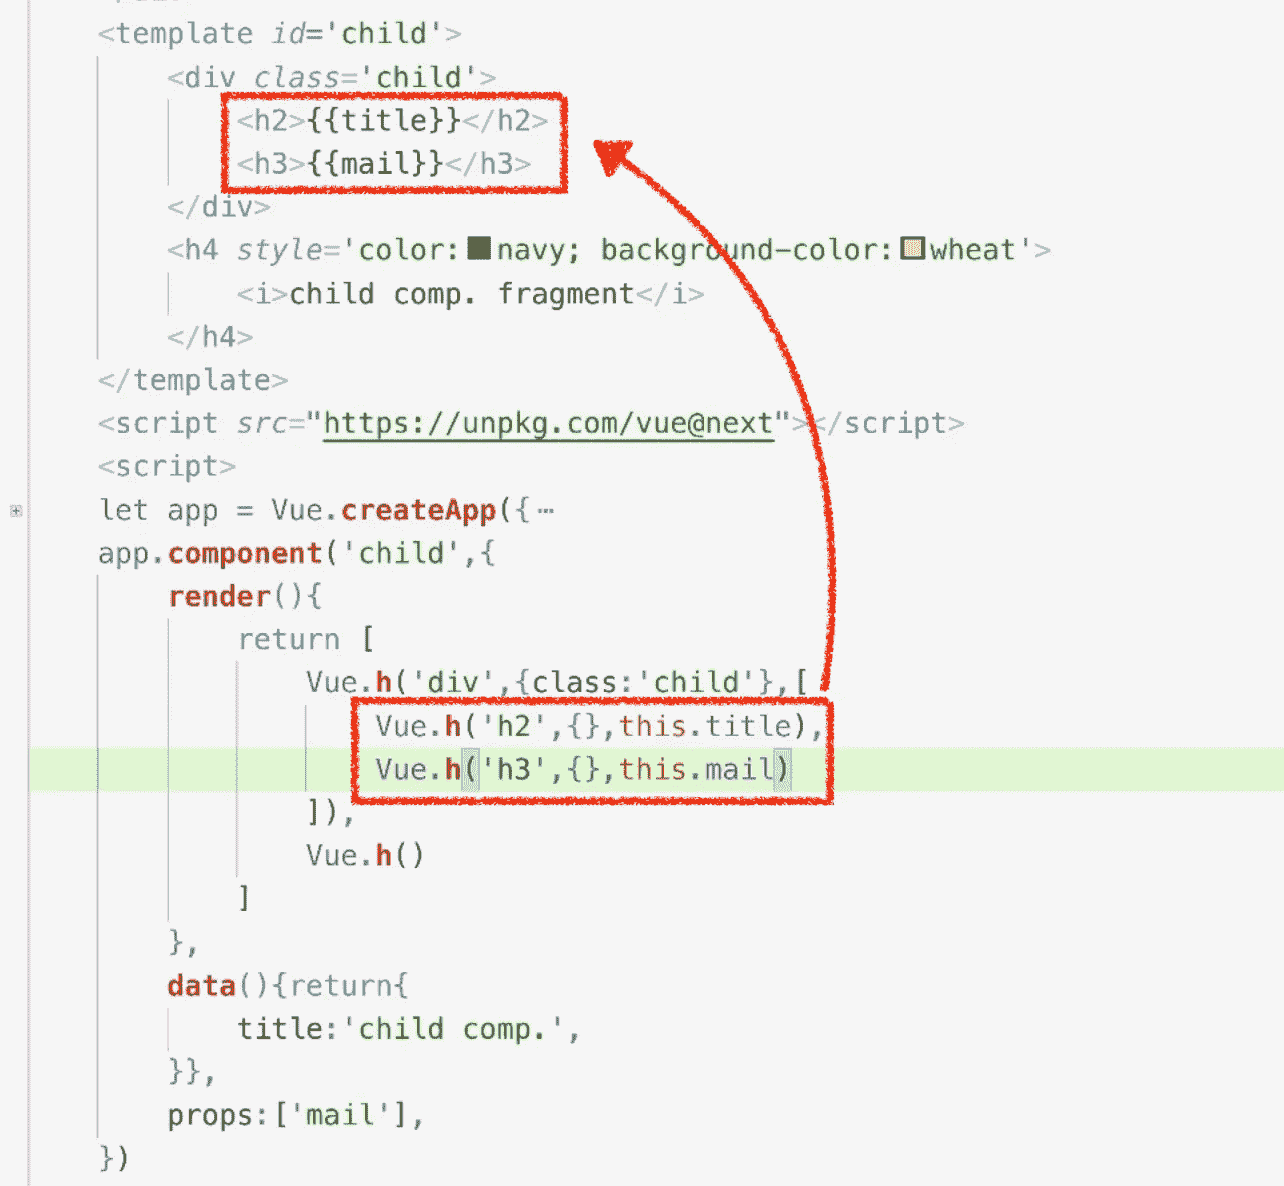 <template id='child'>
<div class='child'>
<h2>{{title}}</h2>
<h3>{{mail}}</h3>
</div>
<h4 style='color:navy; background-color:wheat'>
<i>child comp. fragment</i>
</h4>
</template>
<script src="https://unpkg.com/vue@next"></script>
<script>
let app = Vue.createApp({⋯
app.component('child',{
render(){
return [
Vue.h('div',{class:'child'},[
Vue.h('h2',{},this.title),
Vue.h('h3',{},this.mail)
]),
Vue.h()
]
},
data(){return{
title:'child comp.',
}},
props:['mail'],
})